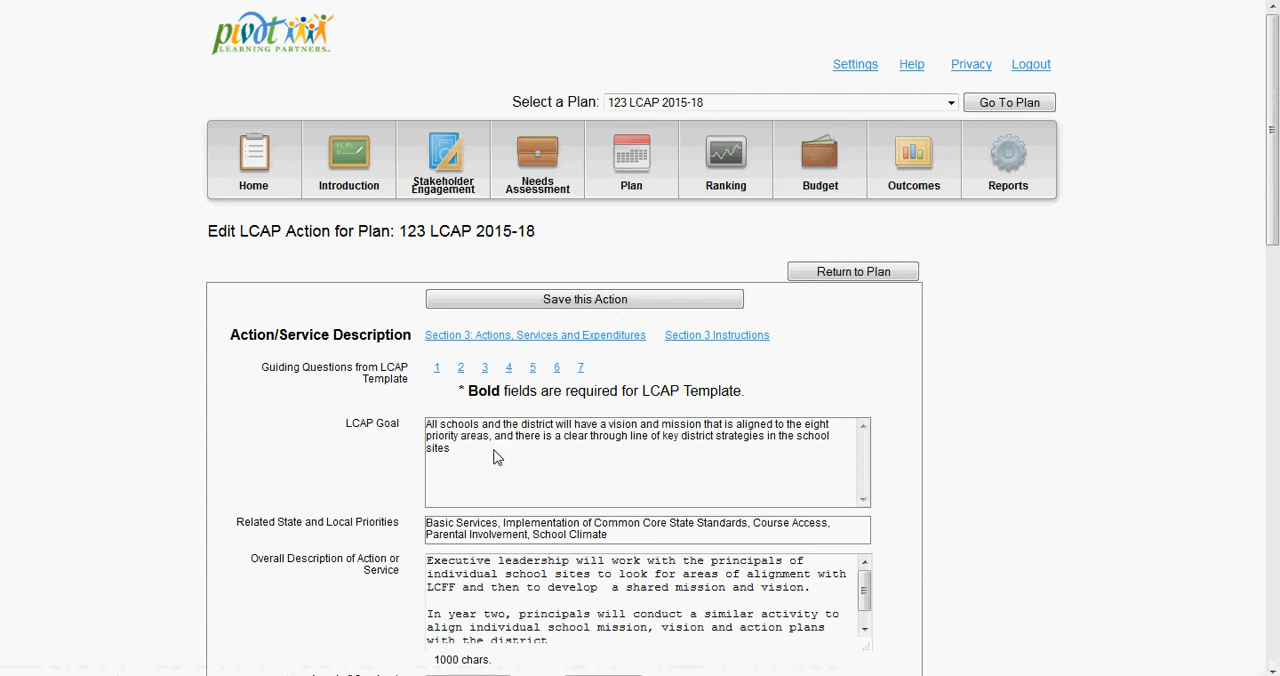 pivot
LEARNING PARTNERS
Settings Help Privacy Logout
Select a Plan: 123 LCAP 2015-18 Go To Plan
Home Introduction Stakeholder Engagement Needs Assessment Plan Ranking Budget Outcomes Reports
Edit LCAP Action for Plan: 123 LCAP 2015-18
Return to Plan
Save this Action
Action/Service Description Section 3: Actions, Services and Expenditures Section 3 Instructions
Guiding Questions from LCAP
Template
1 2 3 4 5 6 7
* Bold fields are required for LCAP Template.
LCAP Goal
All schools and the district will have a vision and mission that is aligned to the eight
priority areas, and there is a clear through line of key district strategies in the school
sites
Related State and Local Priorities
Basic Services, Implementation of Common Core State Standards, Course Access,
Parental Involvement, School Climate
Overall Description of Action or
Service
Executive leadership will work with the principals of
individual school sites to look for areas of alignment with
LCFF and then to develop  a shared mission and vision.
In year two, principals will conduct a similar activity to
align individual school mission, vision and action plans
with the district
1000 chars.